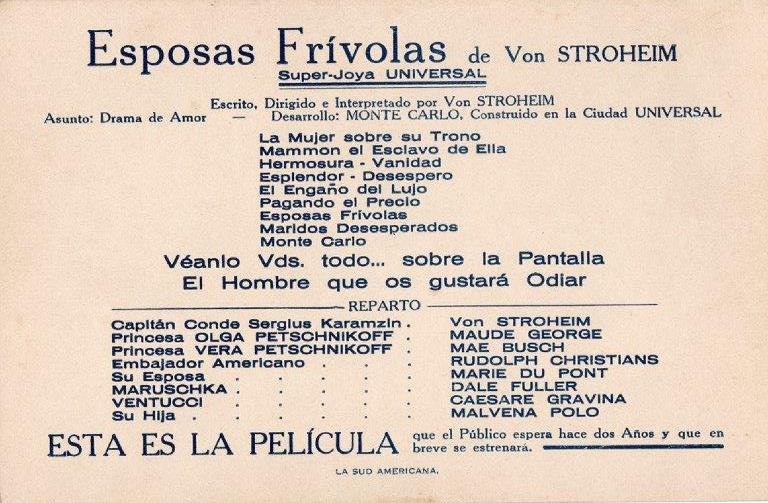 Esposas Frívolas de Von STROHEIM
Super-Joya UNIVERSAL
Escrito, Dirigido e Interpretado por Von STROHEIM
Asunto: Drama de Amor — Desarrollo: MONTE CARLO, Construido en la Ciudad UNIVERSAL
La Mujer sobre su Trono
Mammon el Esclavo de Ella
Hermosura - Vanidad
Esplendor - Desespero
El Engaño del Lujo
Pagando el Precio
Esposas Frívolas
Maridos Desesperados
Monte Carlo
Véanlo Vds. todo... sobre la Pantalla
El Hombre que os gustará Odiar
REPARTO
Capitán Conde Sergius Karamzin . Von STROHEIM
Princesa OLGA PETSCHNIKOFF . MAUDE GEORGE
Princesa VERA PETSCHNIKOFF . MAE BUSCH
Embajador Americano . . . RUDOLPH CHRISTIANS
Su Esposa . . . . . MARIE DU PONT
MARUSCHKA . . . . . DALE FULLER
VENTUCCI . . . . . CAESARE GRAVINA
Su Hija . . . . . . MALVENA POLO
ESTA ES LA PELÍCULA que el Público espera hace dos Años y que en
breve se estrenará.
LA SUD AMERICANA.